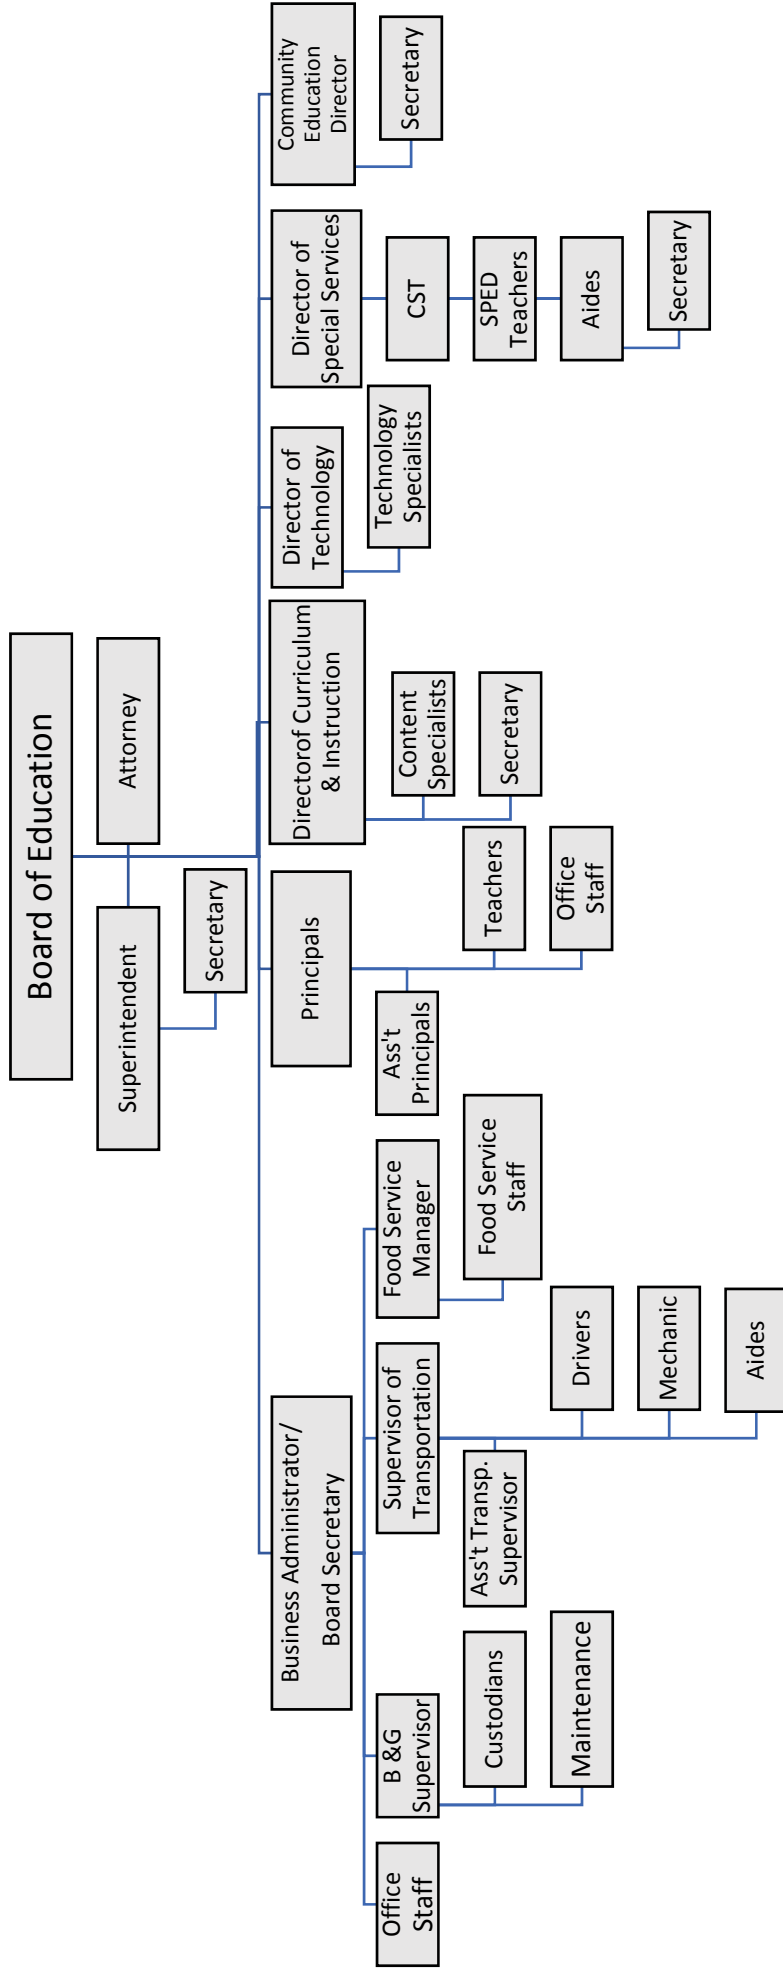 Board of Education
Superintendent
Attorney
Secretary
Business Administrator/
Board Secretary
Principals
Directorof Curriculum
& Instruction
Director of
Technology
Director of
Special Services
Community
Education
Director
Office
Staff
B &G
Supervisor
Custodians
Maintenance
Supervisor of
Transportation
Ass't Transp.
Supervisor
Drivers
Mechanic
Aides
Food Service
Manager
Food Service
Staff
Ass't
Principals
Teachers
Office
Staff
Content
Specialists
Secretary
Technology
Specialists
CST
SPED
Teachers
Aides
Secretary
Secretary